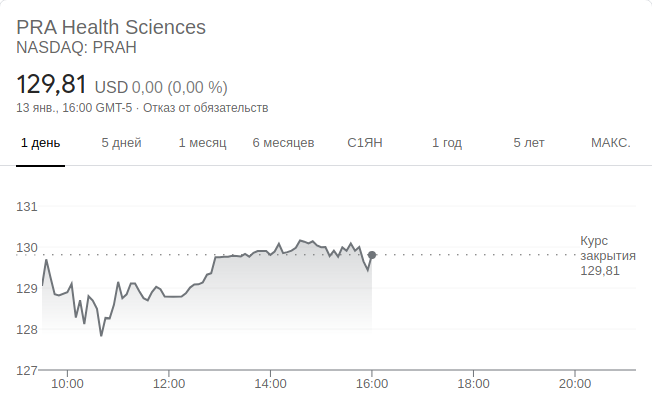 PRA Health Sciences
NASDAQ: PRAH
129,81 USD 0,00 (0,00 %)
13 янв., 16:00 GMT-5 · Отказ от обязательств
1 день 5 дней 1 месяц 6 месяцев С1ЯН 1 год 5 лет МАКС.
131
130
129
128
127
Курс
закрытия
129,81
10:00 12:00 14:00 16:00 18:00 20:00